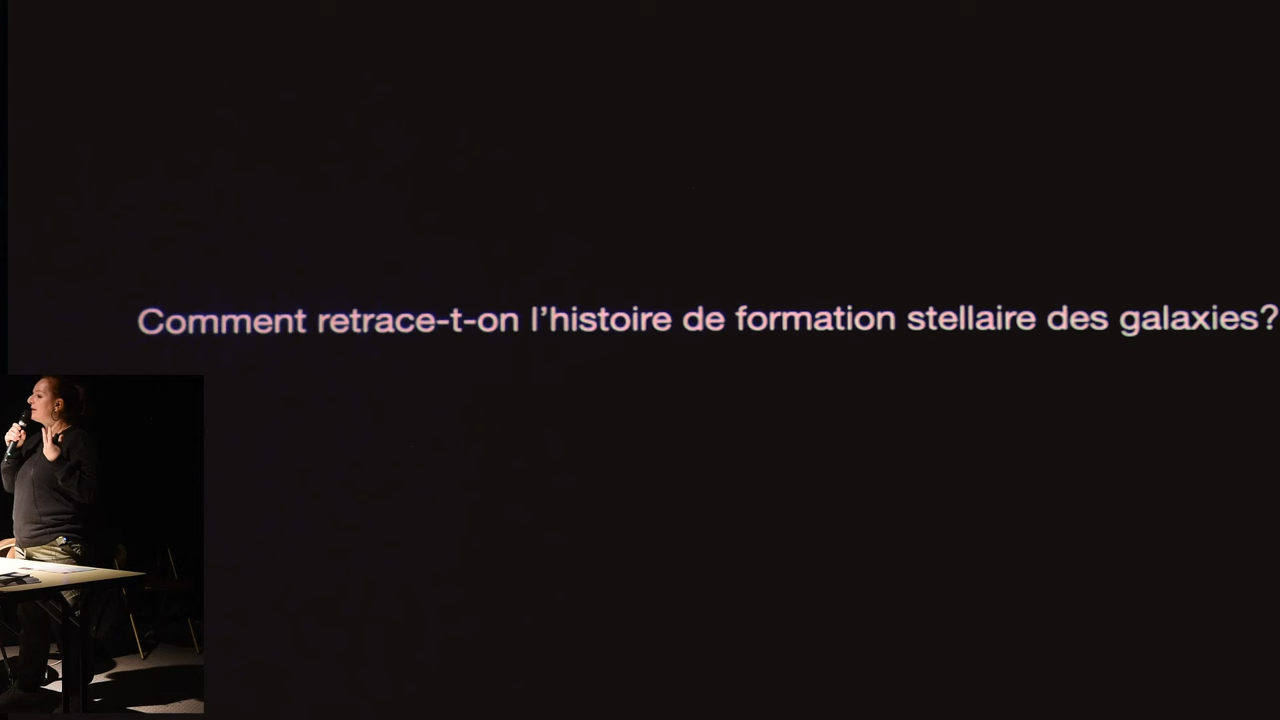 Comment retrace-t-on l’histoire de formation stellaire des galaxies?